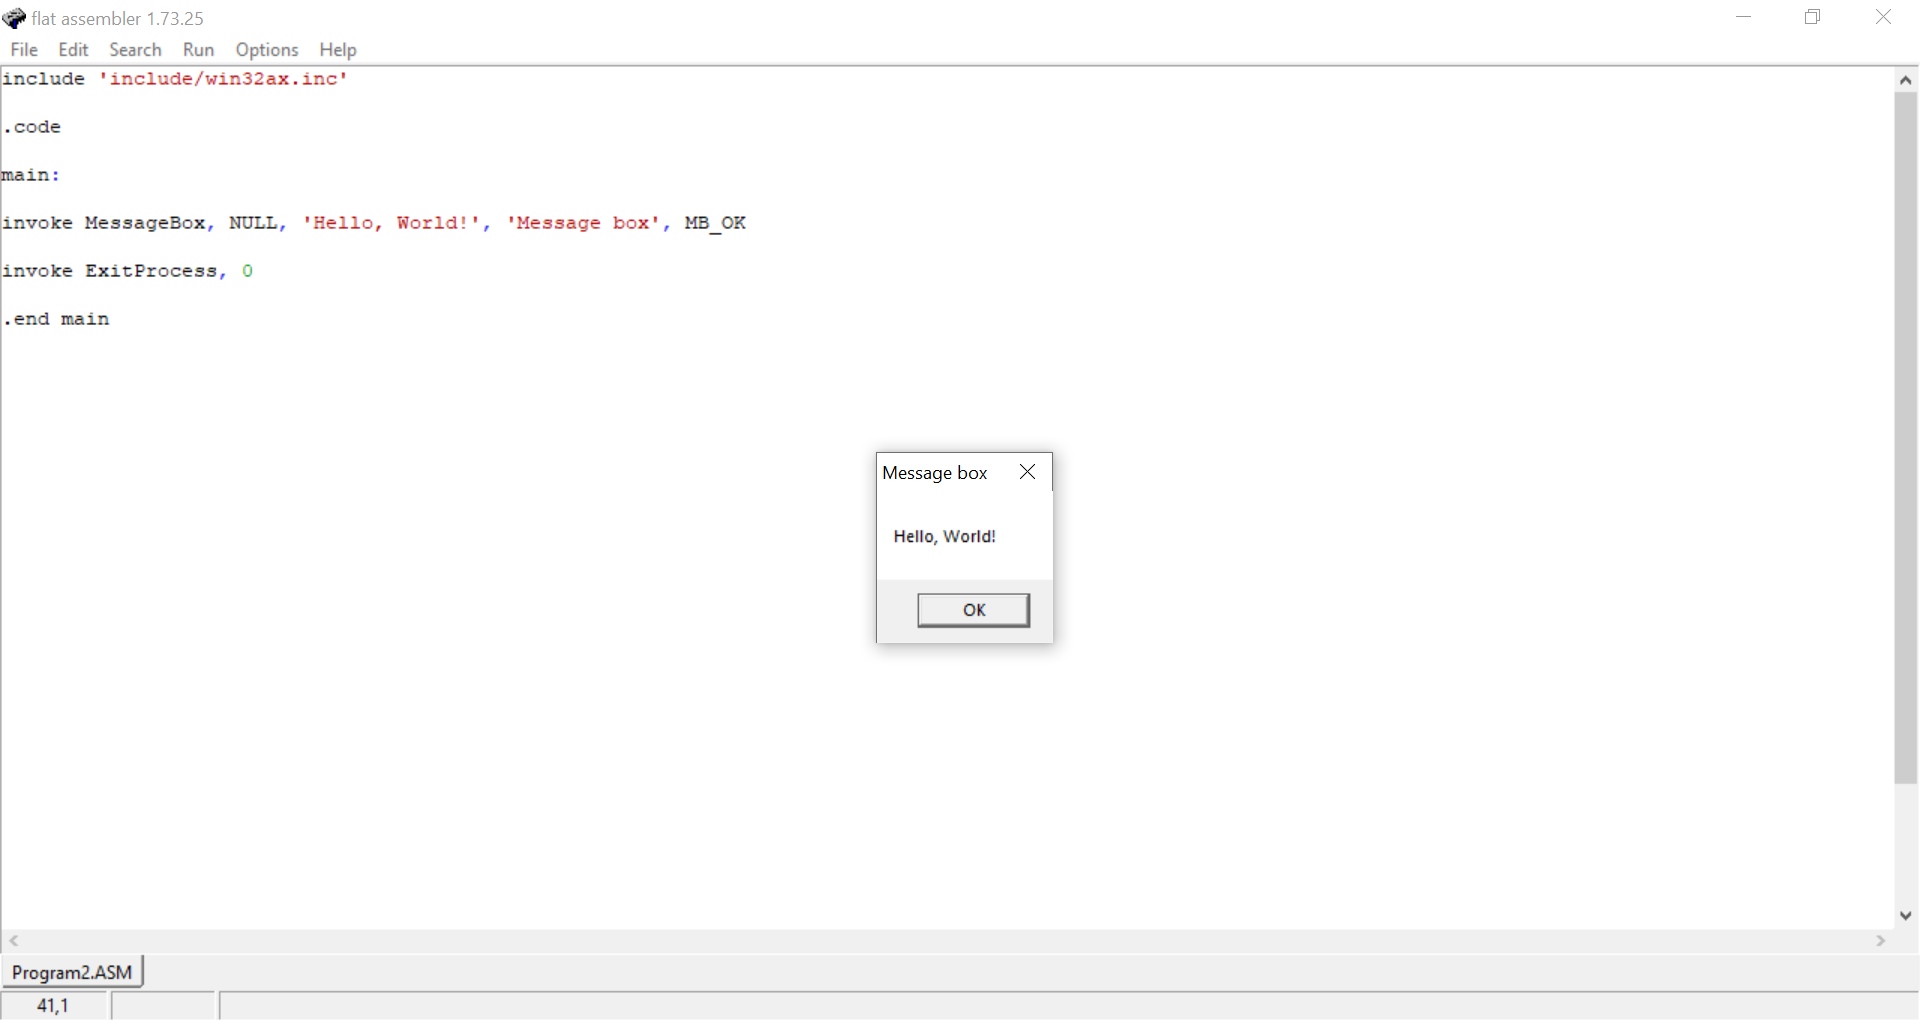 flat assembler 1.73.25
File Edit Search Run Options Help
include 'include/win32ax.inc'
.code
main:
invoke MessageBox, NULL, 'Hello, World!', 'Message box', MB_OK
invoke ExitProcess, 0
.end main
Message box
Hello, World!
OK
Program2.ASM
41,1